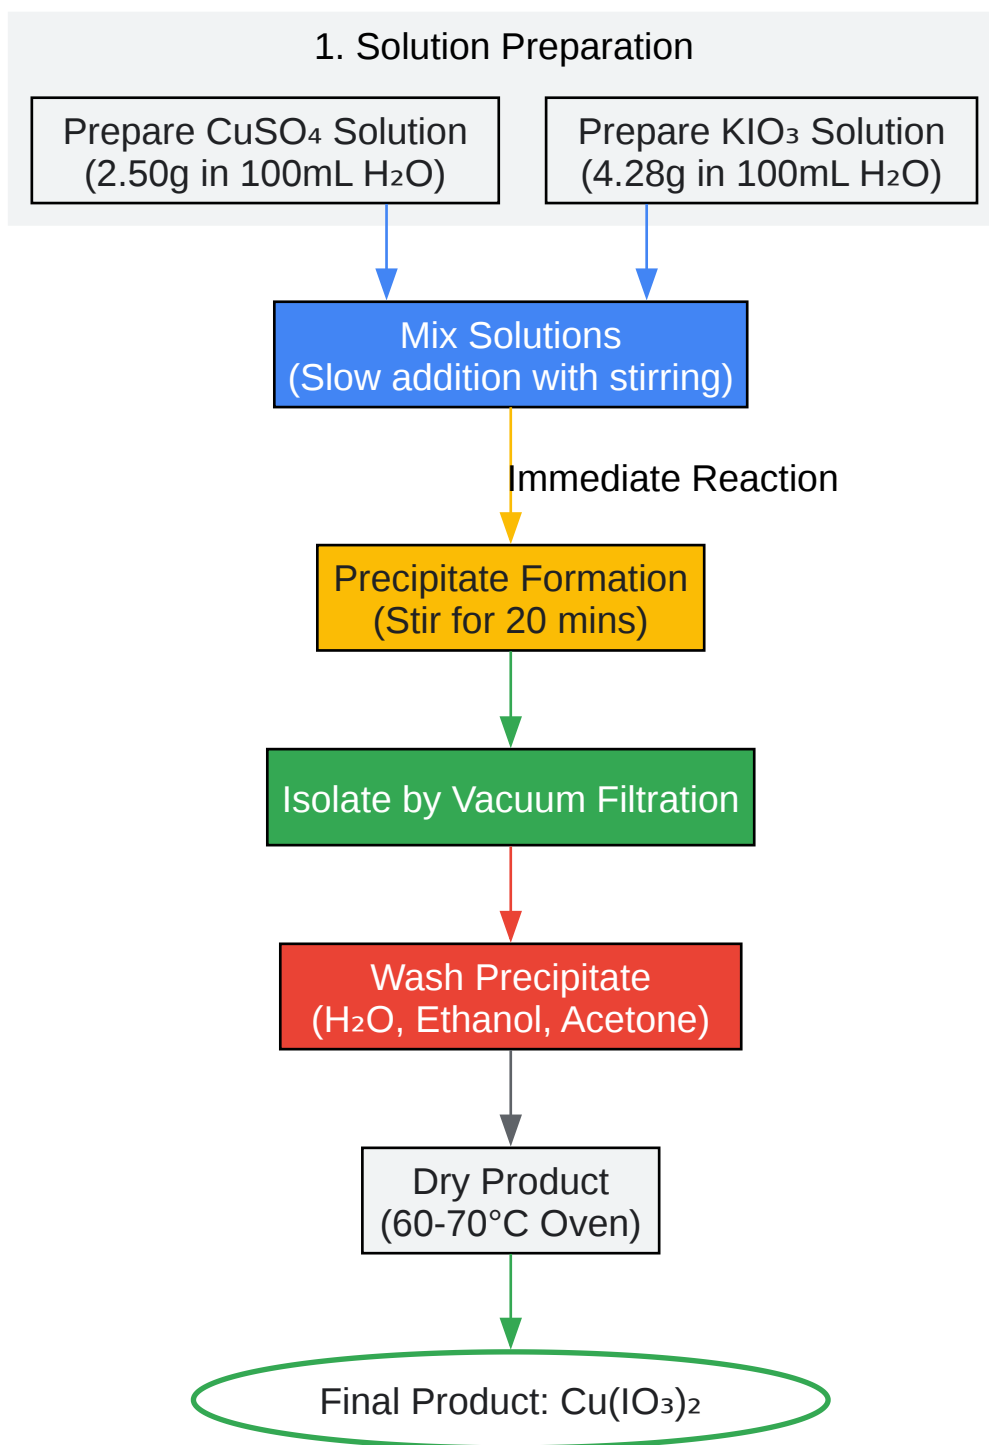 1. Solution Preparation
Prepare CuSO₄ Solution
(2.50g in 100mL H₂O)
Prepare KIO₃ Solution
(4.28g in 100mL H₂O)
Mix Solutions
(Slow addition with stirring)
Immediate Reaction
Precipitate Formation
(Stir for 20 mins)
Isolate by Vacuum Filtration
Wash Precipitate
(H₂O, Ethanol, Acetone)
Dry Product
(60-70°C Oven)
Final Product: Cu(IO₃)₂